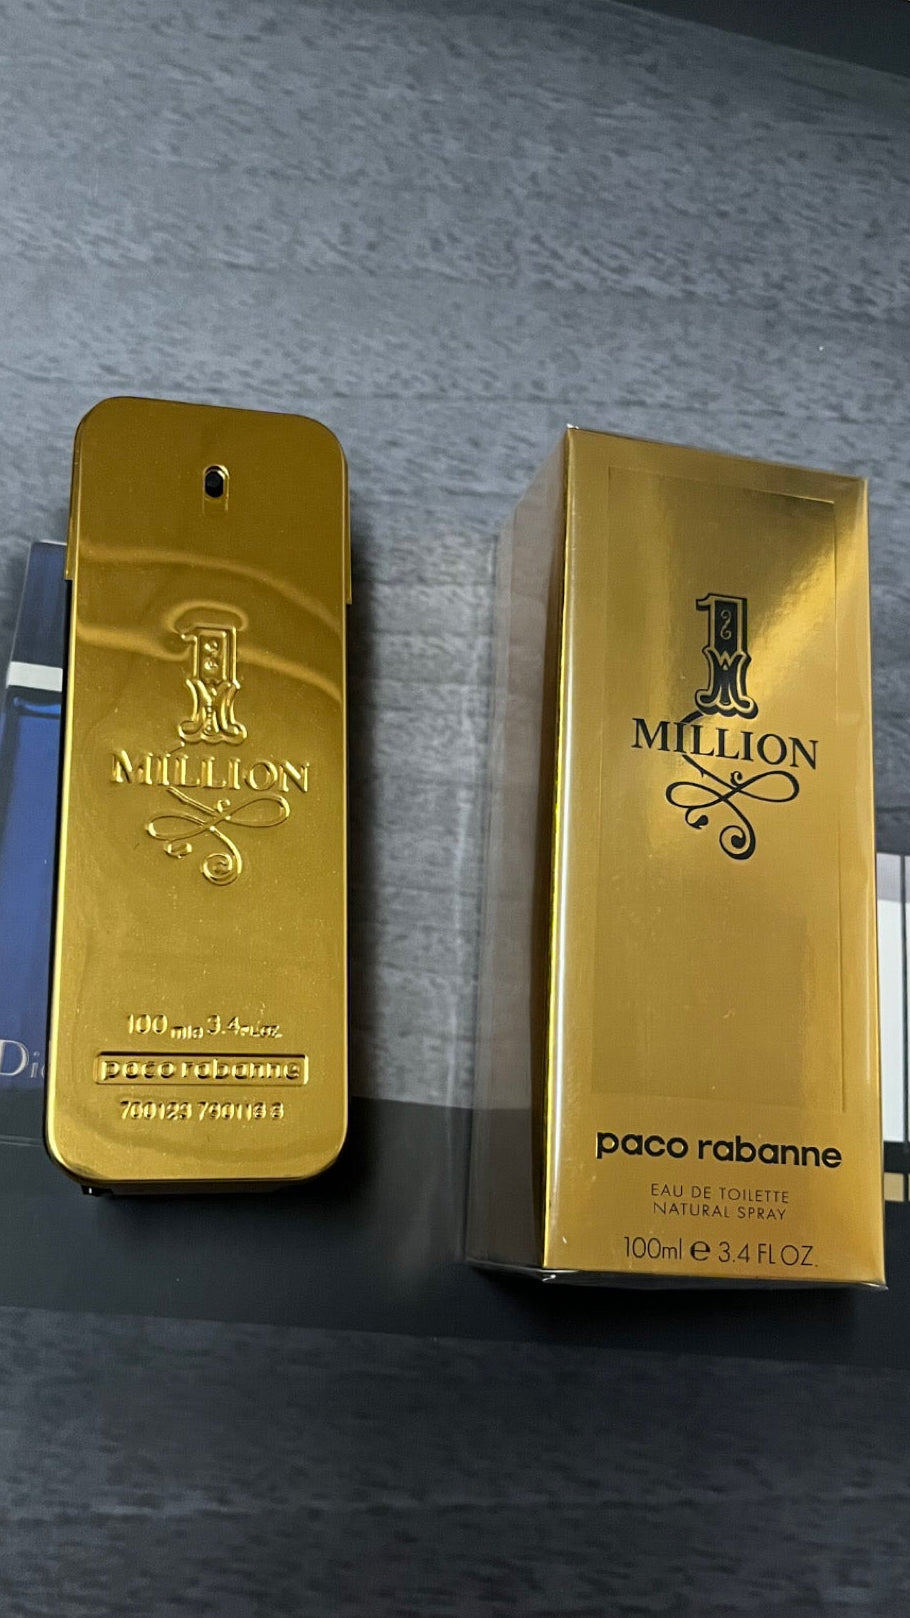 1
MILLION
100 mle 3.4 FL.OZ.
paco rabanne
1
MILLION
paco rabanne
EAU DE TOILETTE
NATURAL SPRAY
100ml e 3.4 FL OZ.